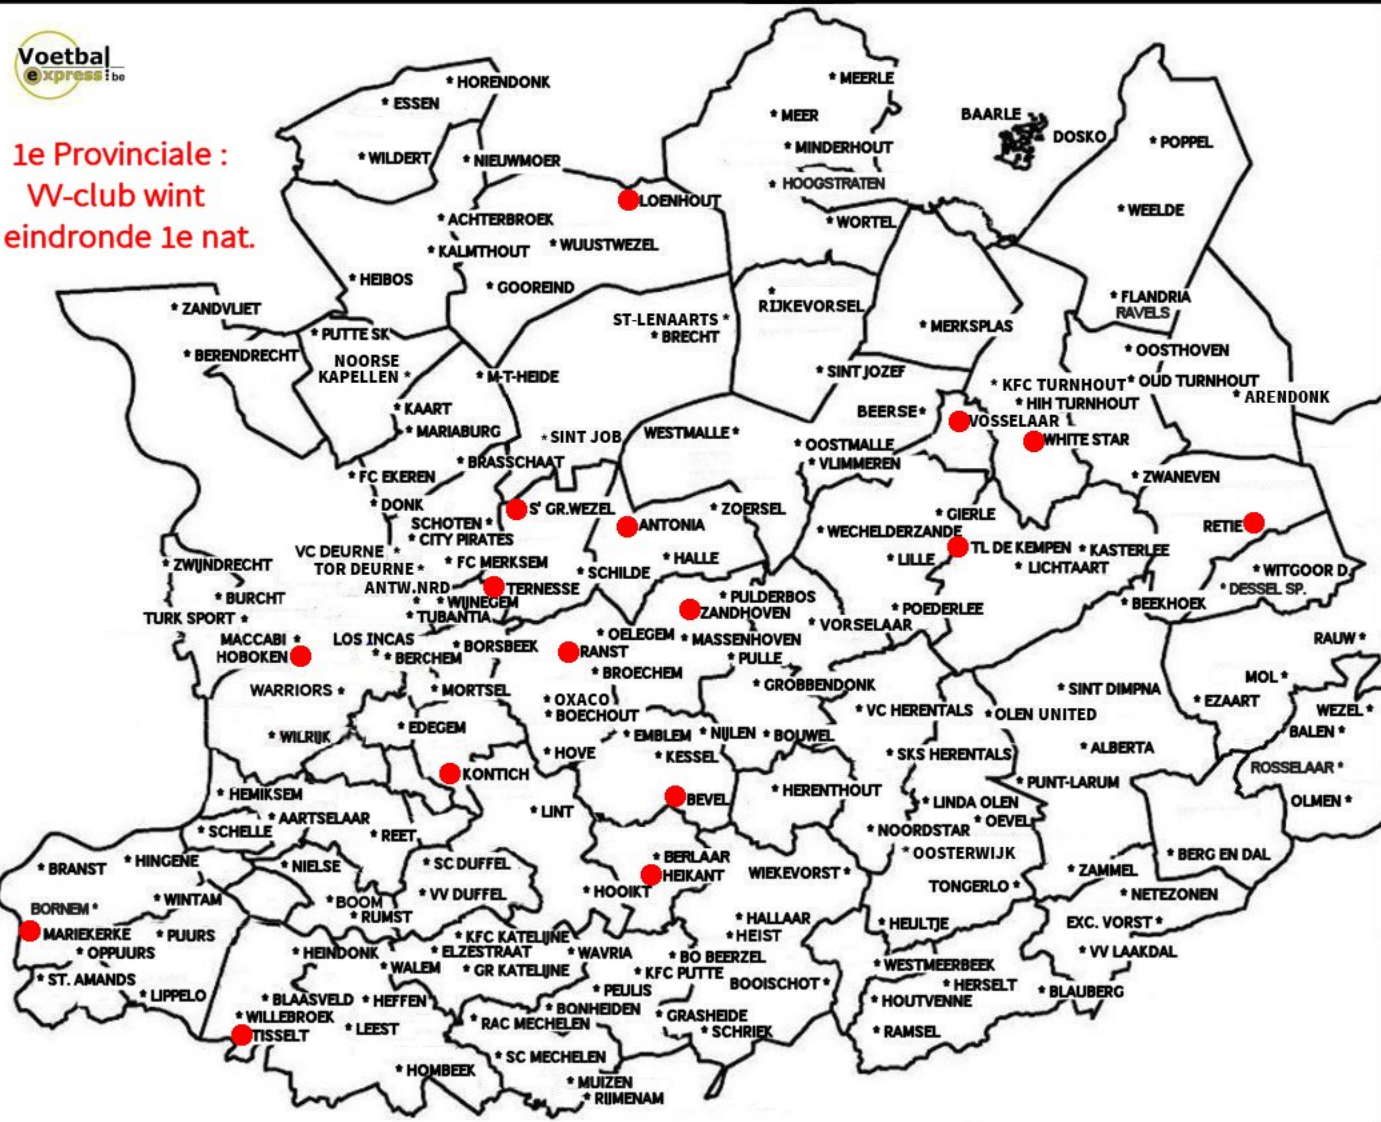 Voetbal
express.be
1e Provinciale :
VV-club wint
eindronde 1e nat.
* HORENDONK
* ESSEN
* WILDERT
* NIEUWMOER
* MEERLE
* MEER
* MINDERHOUT
* HOOGSTRATEN
BAARLE
DOSKO
* POPPEL
LOENHOUT
* WORTEL
* WEELDE
* ACHTERBROEK
* KALMTHOUT
* WUUSTWEZEL
* HEIBOS
* GOOREIND
* ZANDVLIET
* PUTTE SK
* BERENDRECHT
NOORSE
KAPELLEN *
ST-LENAARTS *
* BRECHT
*
RIJKEVORSEL
* MERKSPLAS
* FLANDRIA
RAVELS
* OOSTHOVEN
* M-T-HEIDE
* SINT JOZEF
* KFC TURNHOUT
* OUD TURNHOUT
* HIH TURNHOUT
* ARENDONK
* KAART
* MARIABURG
* SINT JOB
WESTMALLE *
BEERSE *
VOSSELAAR
WHITE STAR
* OOSTMALLE
* VLIMMEREN
* BRASSCHAAT
* FC EKEREN
* ZWANEVEN
* DONK
S' GR.WEZEL
* ZOERSEL
* GIERLE
SCHOTEN *
* CITY PIRATES
ANTONIA
* WECHELDERZANDE
RETIE
VC DEURNE *
TOR DEURNE *
* FC MERKSEM
* HALLE
* LILLE
TL DE KEMPEN
* KASTERLEE
* LICHTAART
* ZWIJNDRECHT
* SCHILDE
* WITGOOR D.
* DESSEL SP.
ANTW.NRD
*
TERNESSE
* BURCHT
* WIJNEGEM
* TUBANTIA
* PULDERBOS
ZANDHOVEN
* POEDERLEE
* BEEKHOEK
TURK SPORT *
* VORSELAAR
MACCABI *
HOBOKEN
LOS INCAS
*
* BERCHEM
* BORSBEEK
* OELEGEM
* MASSENHOVEN
RAUW *
RANST
* PULLE
* BROECHEM
WARRIORS *
* MORTSEL
* GROBBENDONK
* SINT DIMPNA
MOL *
* OXACO
* BOECHOUT
* VC HERENTALS
* OLEN UNITED
* EZAART
WEZEL *
* EDEGEM
* WILRIJK
* EMBLEM
* NIJLEN
* BOUWEL
BALEN *
* HOVE
* KESSEL
* SKS HERENTALS
* ALBERTA
KONTICH
ROSSELAAR *
* HEMIKSEM
BEVEL
* HERENTHOUT
* PUNT-LARUM
OLMEN *
* AARTSELAAR
* LINT
* LINDA OLEN
* OEVEL
* SCHELLE
* REET
* NOORDSTAR
* OOSTERWIJK
* BERG EN DAL
* BRANST
* HINGENE
* NIELSE
* SC DUFFEL
* BERLAAR
HEIKANT
WIEKEVORST *
* ZAMMEL
* WINTAM
* BOOM
* VV DUFFEL
* HOOIKT
TONGERLO *
* NETEZONEN
BORNEM *
* RUMST
* HALLAAR
* HEIST
* HEULTJE
EXC. VORST *
MARIEKERKE
* PUURS
* KFC KATELIJNE
* OPPUURS
* HEINDONK
* ELZESTRAAT
* WAVRIA
* BO BEERZEL
* VV LAAKDAL
* WALEM
* GR KATELIJNE
* KFC PUTTE
* WESTMEERBEEK
* ST. AMANDS
BOOISCHOT *
* HERSELT
* LIPPELO
* BLAASVELD
* HEFFEN
* PEULIS
* HOUTVENNE
* BLAUBERG
* WILLEBROEK
* BONHEIDEN
* GRASHEIDE
TISSELT
* LEEST
* RAC MECHELEN
* SCHRIEK
* RAMSEL
* SC MECHELEN
* HOMBEEK
* MUIZEN
* RIJMENAM